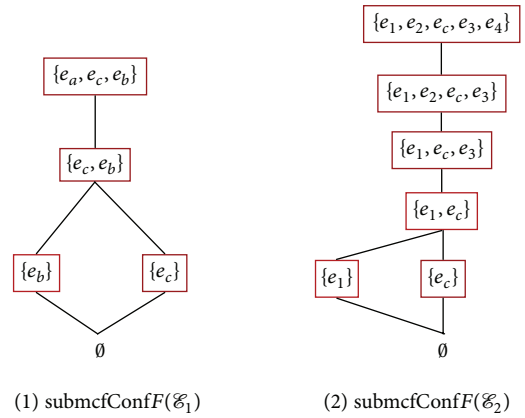 {e_a, e_c, e_b}
{e_c, e_b}
{e_b}
{e_c}
∅
(1) submcfConfF(ℰ_1)
{e_1, e_2, e_c, e_3, e_4}
{e_1, e_2, e_c, e_3}
{e_1, e_c, e_3}
{e_1, e_c}
{e_1}
{e_c}
∅
(2) submcfConfF(ℰ_2)